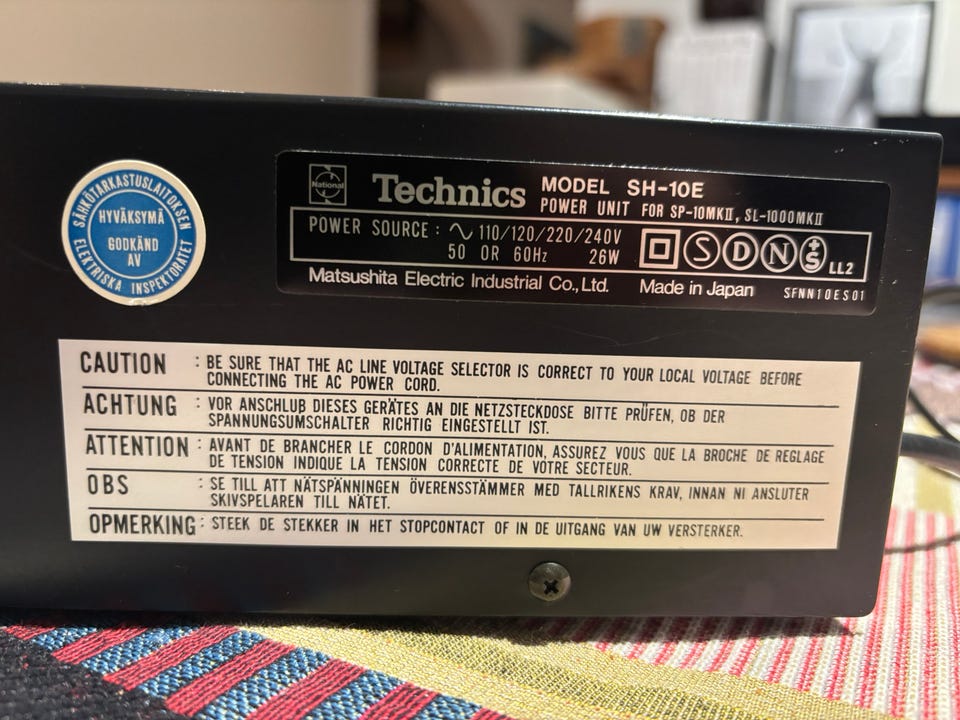 SÄHKÖTARKASTUSLAITOKSEN
HYVÄKSYMÄ
GODKÄND
AV
ELEKTRISKA INSPEKTORATET
National
Technics
MODEL SH-10E
POWER UNIT FOR SP-10MKII, SL-1000MKII
POWER SOURCE : ∿ 110/120/220/240V
50 OR 60Hz 26W
S D N +S LL2
Matsushita Electric Industrial Co., Ltd. Made in Japan SFNN10ES01
CAUTION : BE SURE THAT THE AC LINE VOLTAGE SELECTOR IS CORRECT TO YOUR LOCAL VOLTAGE BEFORE
CONNECTING THE AC POWER CORD.
ACHTUNG : VOR ANSCHLUB DIESES GERÄTES AN DIE NETZSTECKDOSE BITTE PRÜFEN, OB DER
SPANNUNGSUMSCHALTER RICHTIG EINGESTELLT IST.
ATTENTION : AVANT DE BRANCHER LE CORDON D'ALIMENTATION, ASSUREZ VOUS QUE LA BROCHE DE REGLAGE
DE TENSION INDIQUE LA TENSION CORRECTE DE VOTRE SECTEUR.
OBS : SE TILL ATT NÄTSPÄNNINGEN ÖVERENSSTÄMMER MED TALLRIKENS KRAV, INNAN NI ANSLUTER
SKIVSPELAREN TILL NÄTET.
OPMERKING : STEEK DE STEKKER IN HET STOPCONTACT OF IN DE UITGANG VAN UW VERSTERKER.